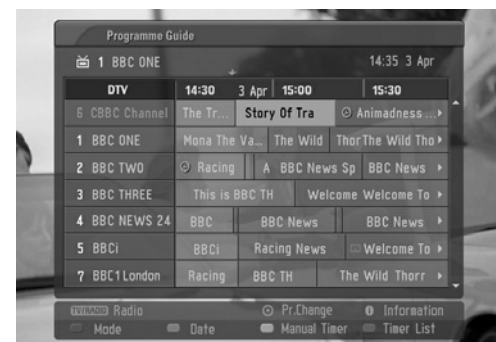 Programme Guide
1 BBC ONE 14:35 3 Apr
DTV 14:30 3 Apr 15:00 15:30
6 CBBC Channel The Tr... Story Of Tra Animadness ...
1 BBC ONE Mona The Va... The Wild ThorThe Wild Tho
2 BBC TWO Racing A BBC News Sp BBC News
3 BBC THREE This is BBC TH Welcome Welcome To
4 BBC NEWS 24 BBC BBC News BBC News
5 BBCi BBCi Racing News Welcome To
7 BBC1 London Racing BBC TH The Wild Thorr
TV/RADIO Radio Pr.Change Information
Mode Date Manual Timer Timer List